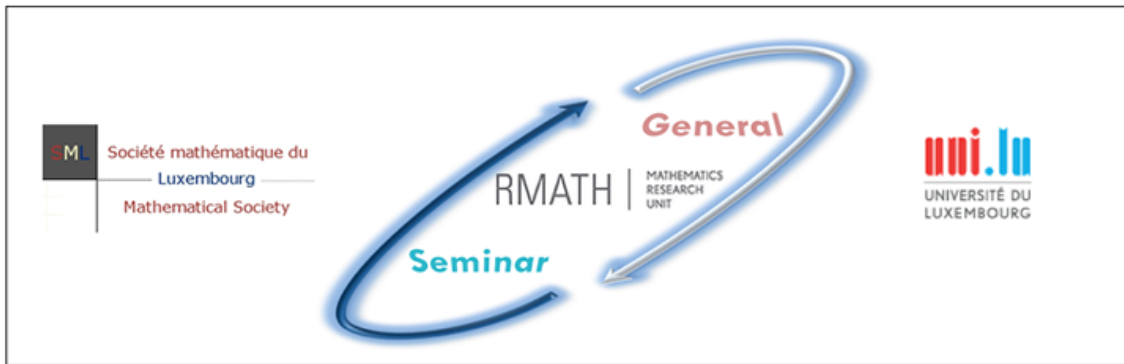 SML
Société mathématique du
Luxembourg
Mathematical Society
General
RMATH
MATHEMATICS
RESEARCH
UNIT
Seminar
uni.lu
UNIVERSITÉ DU
LUXEMBOURG